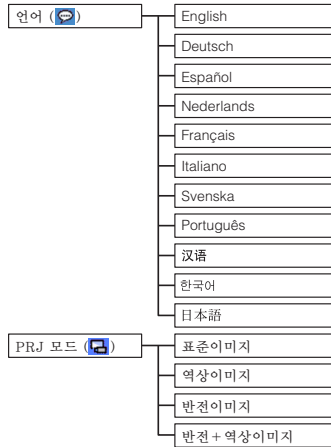 언어 ()
English
Deutsch
Español
Nederlands
Français
Italiano
Svenska
Português
汉语
한국어
日本語
PRJ 모드 ()
표준이미지
역상이미지
반전이미지
반전+역상이미지